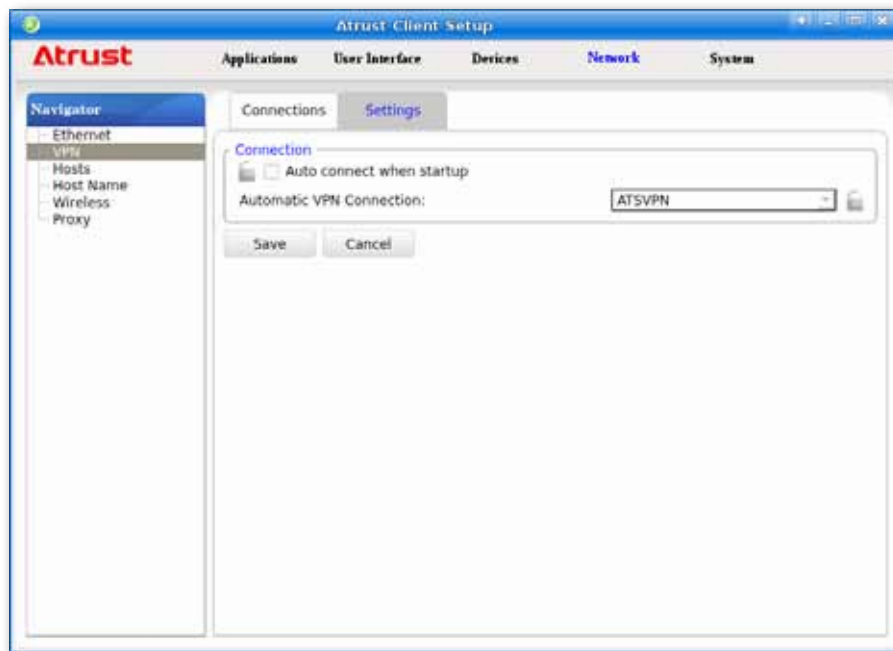 Atrust Client Setup
Atrust
Applications User Interface Devices Network System
Navigator
Ethernet
VPN
Hosts
Host Name
Wireless
Proxy
Connections Settings
Connection
Auto connect when startup
Automatic VPN Connection: ATSVPN
Save Cancel